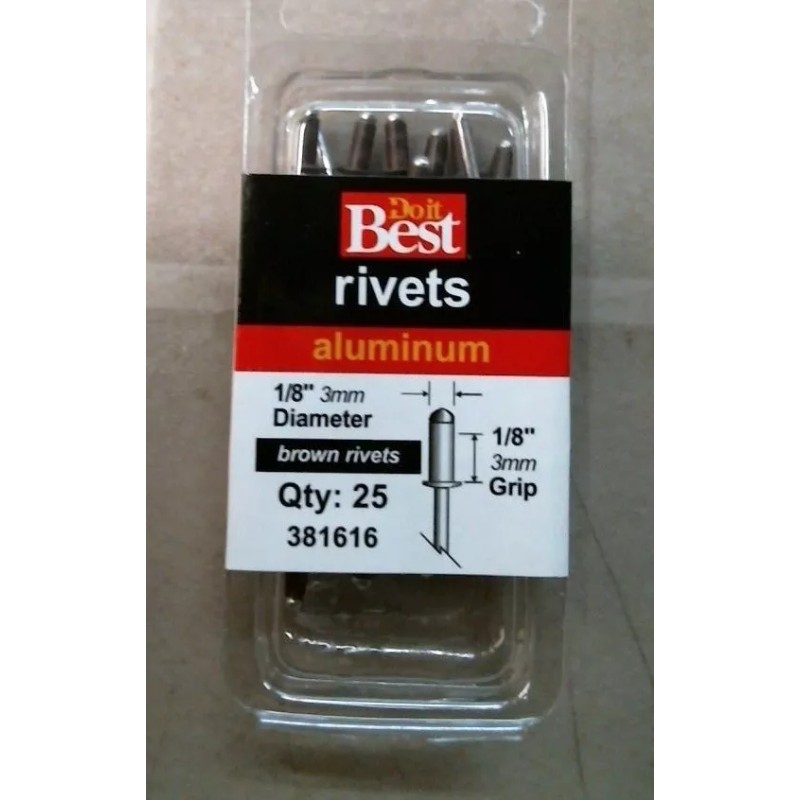 Do it
Best
rivets
aluminum
1/8" 3mm
Diameter
brown rivets
Qty: 25
381616
1/8"
3mm
Grip